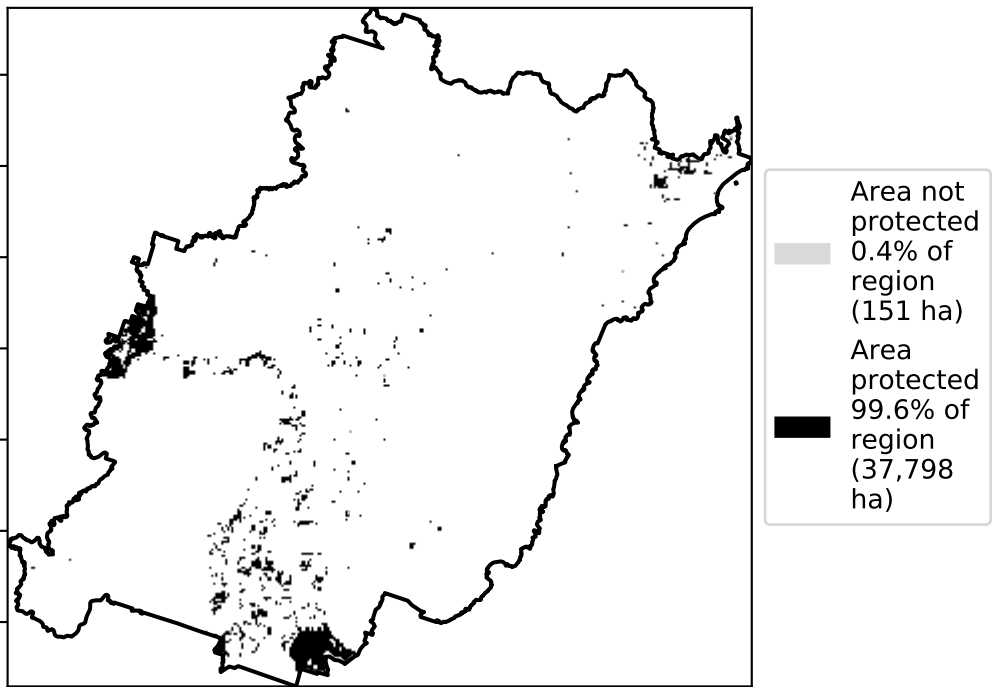 Area not
protected
0.4% of
region
(151 ha)
Area
protected
99.6% of
region
(37,798
ha)